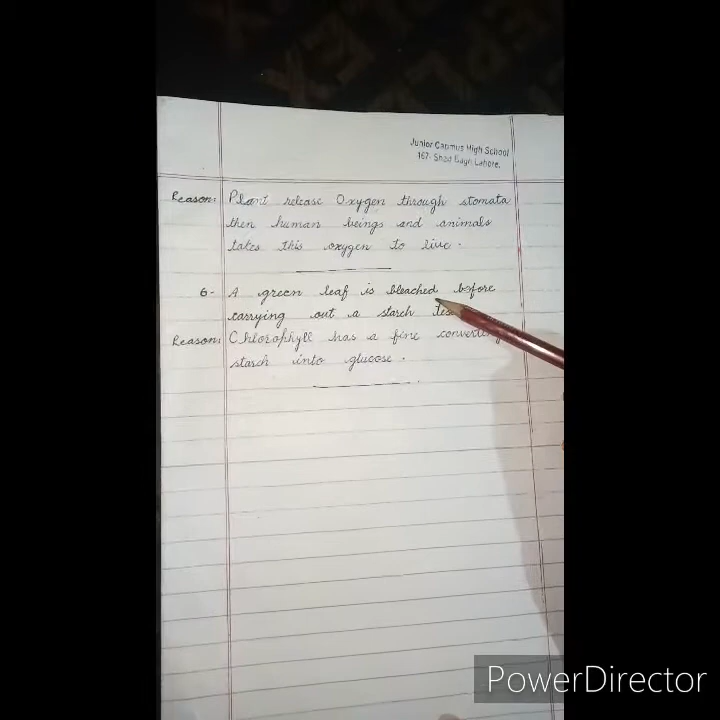 Junior Cadmus High School
167- Shad Bagh Lahore.
Reason: Plant release Oxygen through stomata
then human beings and animals
takes this oxygen to live.
6- A green leaf is bleached before
carrying out a starch
Reason: Chlorophyll has a fine
starch into glucose.
PowerDirector